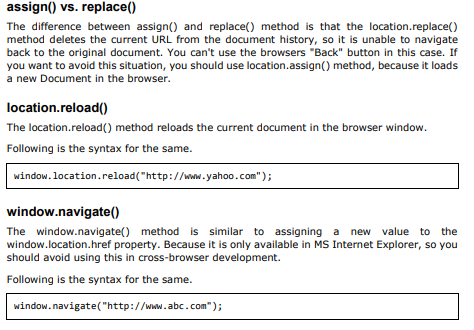 assign() vs. replace()
The difference between assign() and replace() method is that the location.replace()
method deletes the current URL from the document history, so it is unable to navigate
back to the original document. You can't use the browsers "Back" button in this case. If
you want to avoid this situation, you should use location.assign() method, because it loads
a new Document in the browser.
location.reload()
The location.reload() method reloads the current document in the browser window.
Following is the syntax for the same.
window.location.reload("http://www.yahoo.com");
window.navigate()
The window.navigate() method is similar to assigning a new value to the
window.location.href property. Because it is only available in MS Internet Explorer, so you
should avoid using this in cross-browser development.
Following is the syntax for the same.
window.navigate("http://www.abc.com");